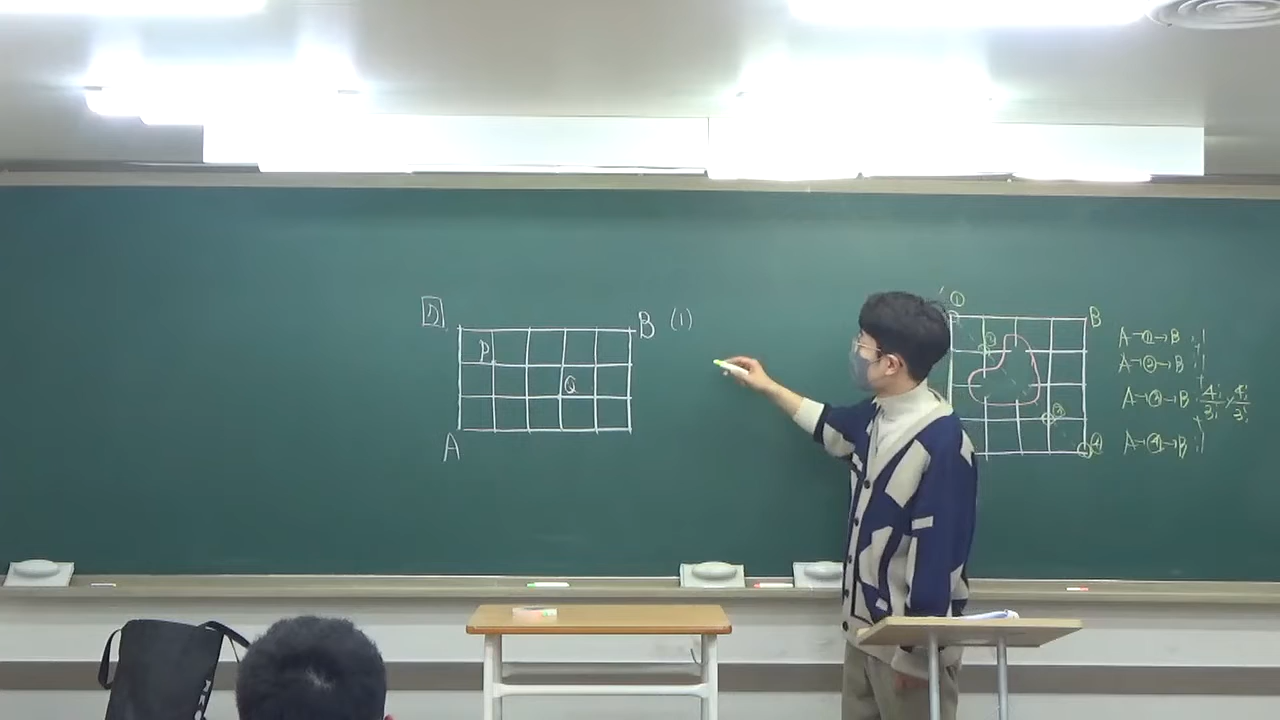 D
B (1)
P
Q
A
①
B
②
③
④
A→①→B : 1
A→②→B : 1
A→③→B : 4!/3! × 4!/3!
A→④→B : 1